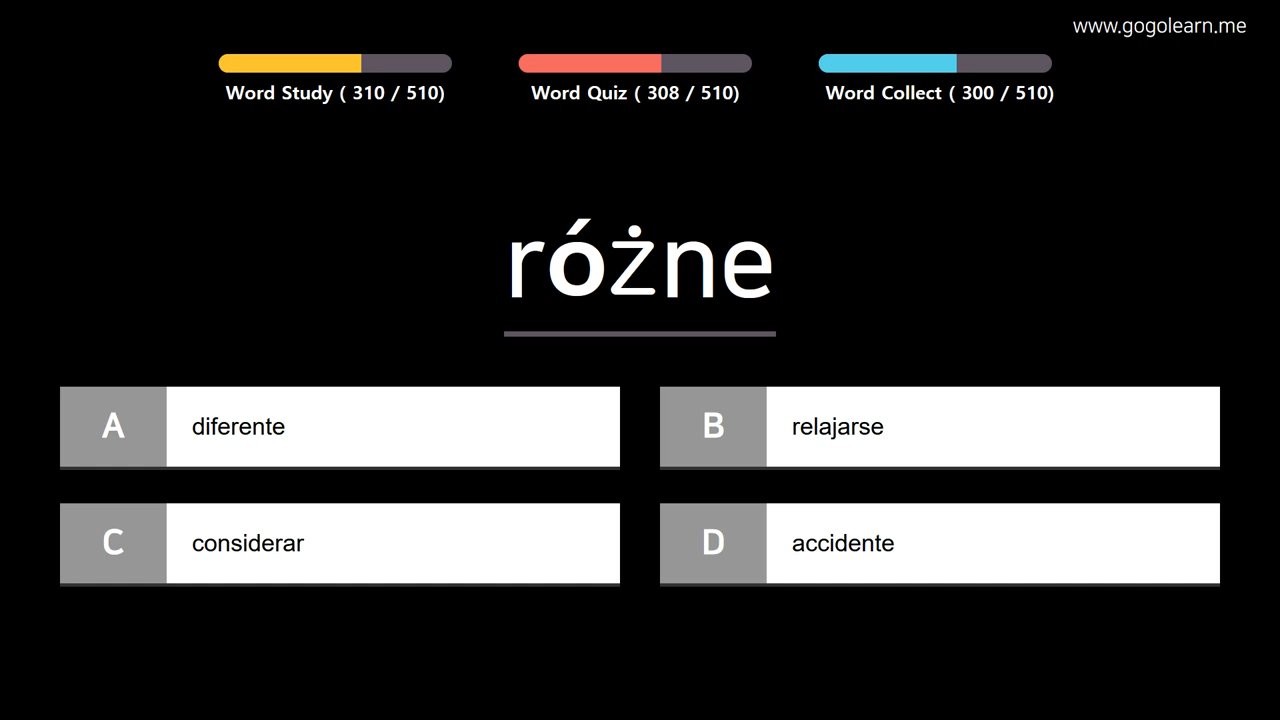 www.gogolearn.me
Word Study ( 310 / 510)
Word Quiz ( 308 / 510)
Word Collect ( 300 / 510)
różne
A
diferente
B
relajarse
C
considerar
D
accidente